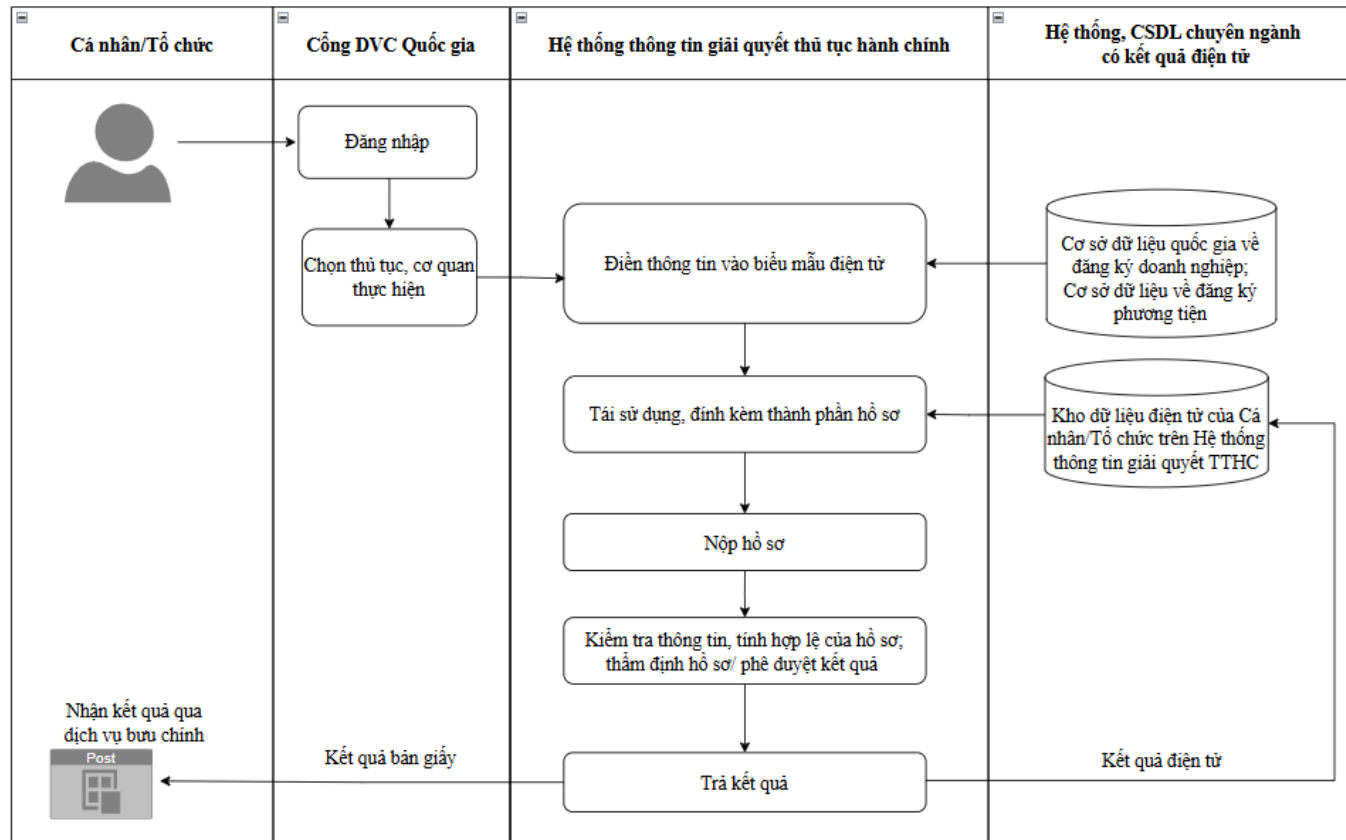 Cá nhân/Tổ chức
Cổng DVC Quốc gia
Hệ thống thông tin giải quyết thủ tục hành chính
Hệ thống, CSDL chuyên ngành
có kết quả điện tử
Đăng nhập
Chọn thủ tục, cơ quan
thực hiện
Điền thông tin vào biểu mẫu điện tử
Cơ sở dữ liệu quốc gia về
đăng ký doanh nghiệp;
Cơ sở dữ liệu về đăng ký
phương tiện
Tái sử dụng, đính kèm thành phần hồ sơ
Kho dữ liệu điện tử của Cá
nhân/Tổ chức trên Hệ thống
thông tin giải quyết TTHC
Nộp hồ sơ
Kiểm tra thông tin, tính hợp lệ của hồ sơ;
thẩm định hồ sơ/ phê duyệt kết quả
Nhận kết quả qua
dịch vụ bưu chính
Post
Kết quả bản giấy
Trả kết quả
Kết quả điện tử